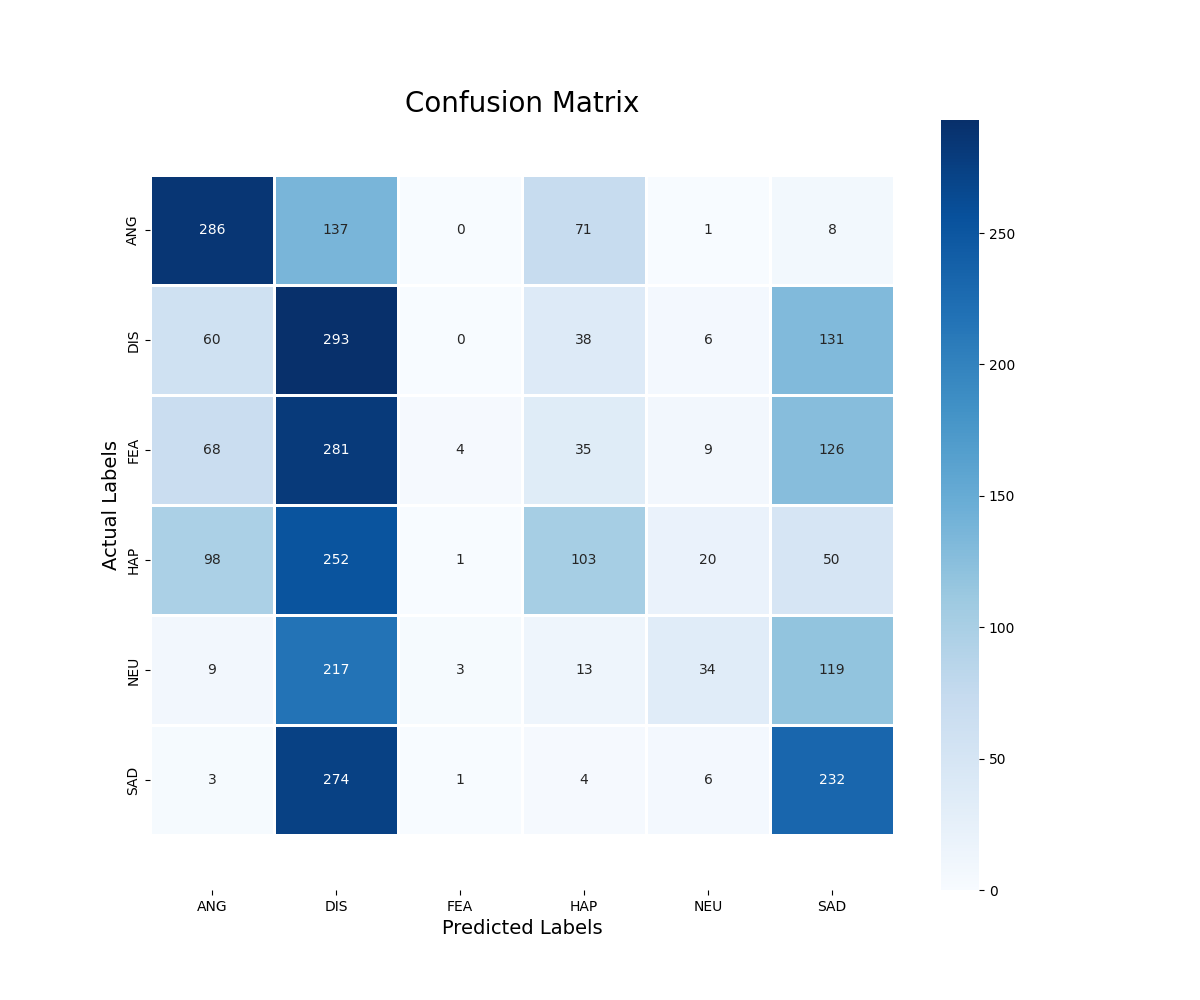 Confusion Matrix
ANG 286 137 0 71 1 8
DIS 60 293 0 38 6 131
FEA 68 281 4 35 9 126
HAP 98 252 1 103 20 50
NEU 9 217 3 13 34 119
SAD 3 274 1 4 6 232
Actual Labels
ANG DIS FEA HAP NEU SAD
Predicted Labels
250
200
150
100
50
0